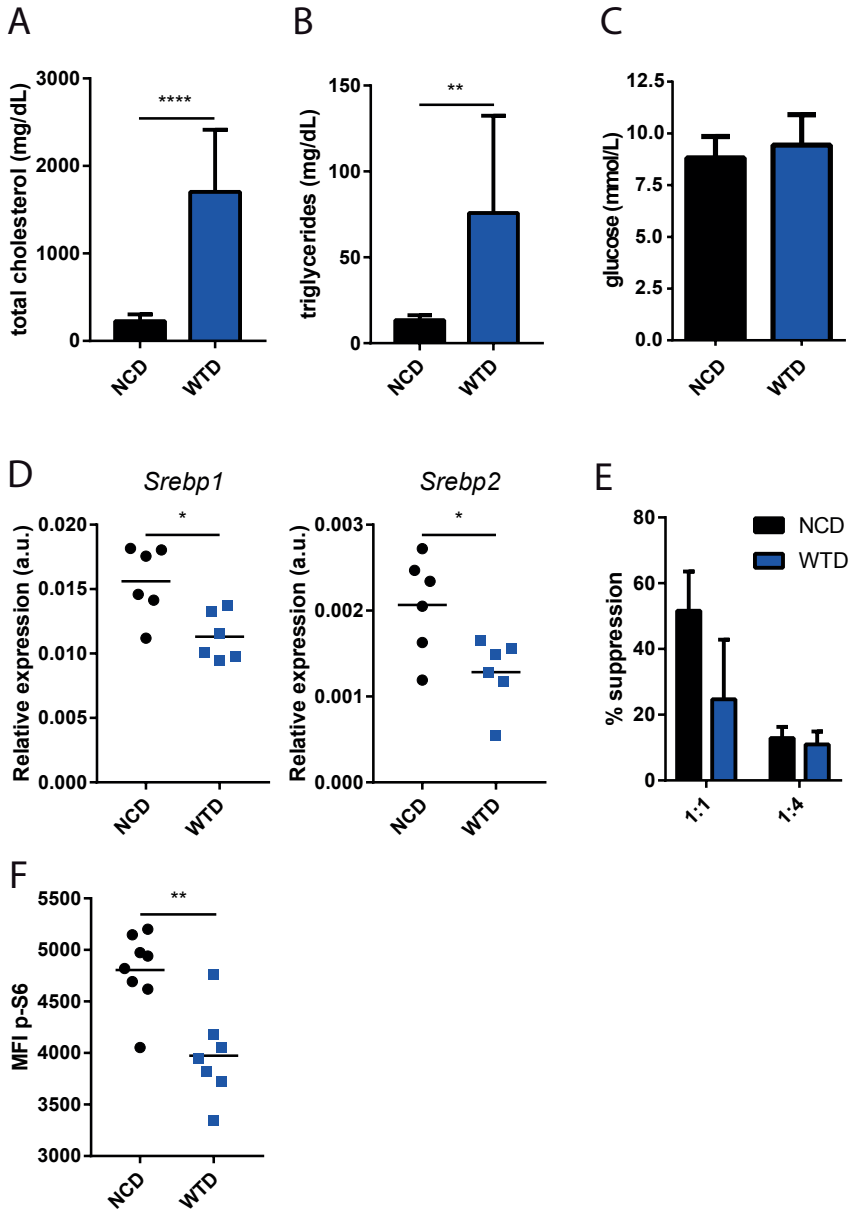 A
total cholesterol (mg/dL)
3000
2000
1000
0
****
NCD
WTD
B
triglycerides (mg/dL)
150
100
50
0
**
NCD
WTD
C
glucose (mmol/L)
12.5
10.0
7.5
5.0
2.5
0.0
NCD
WTD
D
Srebp1
Relative expression (a.u.)
0.020
0.015
0.010
0.005
0.000
*
NCD
WTD
Srebp2
Relative expression (a.u.)
0.003
0.002
0.001
0.000
*
NCD
WTD
E
% suppression
80
60
40
20
0
NCD
WTD
1:1
1:4
F
MFI p-S6
5500
5000
4500
4000
3500
3000
**
NCD
WTD